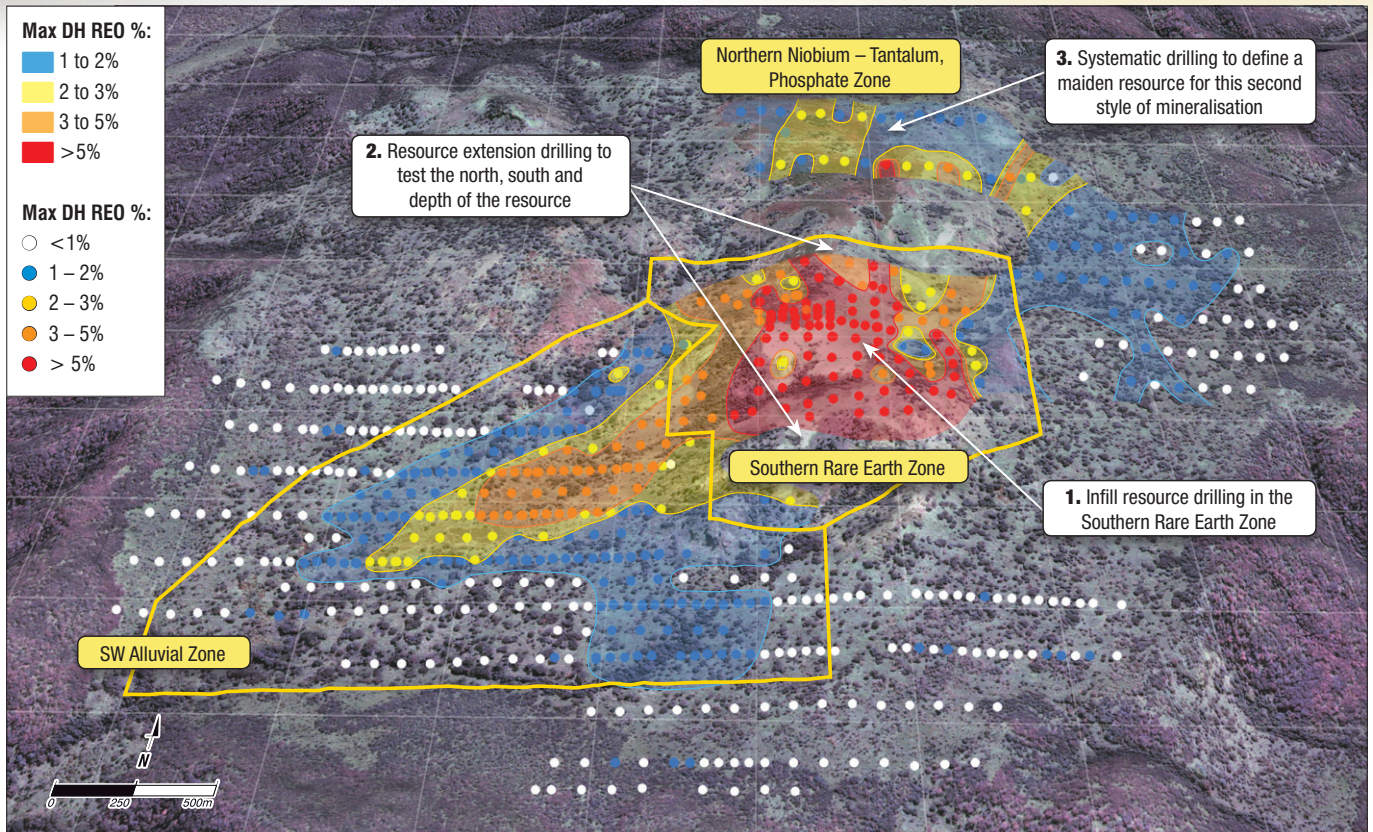 Max DH REO %:
1 to 2%
2 to 3%
3 to 5%
>5%
Max DH REO %:
<1%
1 – 2%
2 – 3%
3 – 5%
> 5%
Northern Niobium – Tantalum,
Phosphate Zone
3. Systematic drilling to define a
maiden resource for this second
style of mineralisation
2. Resource extension drilling to
test the north, south and
depth of the resource
Southern Rare Earth Zone
1. Infill resource drilling in the
Southern Rare Earth Zone
SW Alluvial Zone
N
0 250 500m